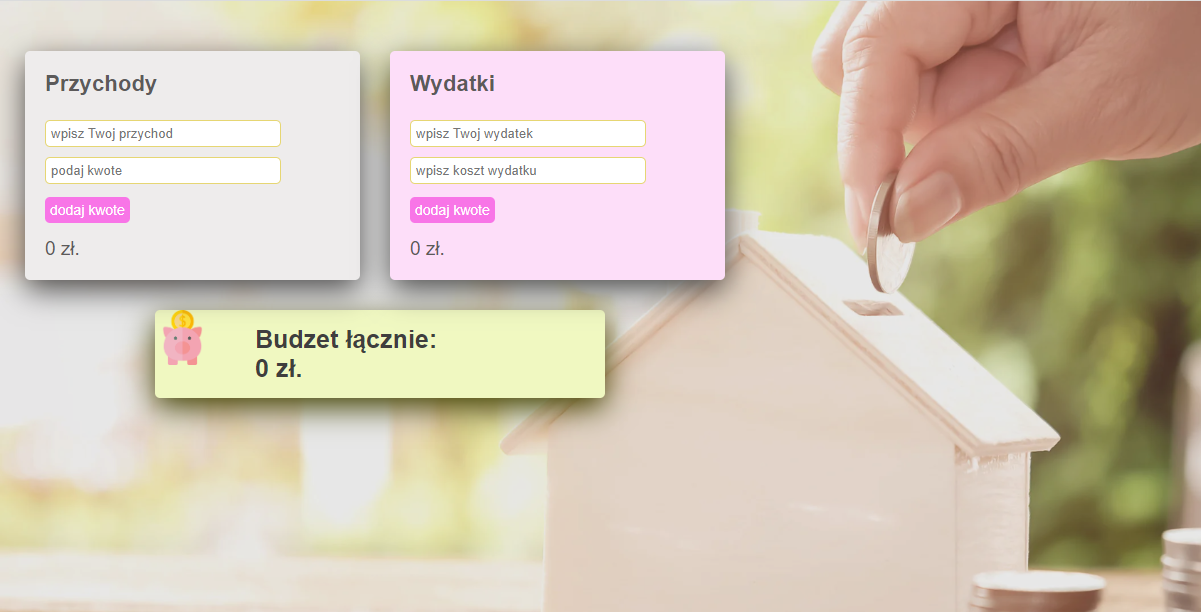 Przychody
wpisz Twoj przychod
podaj kwote
dodaj kwote
0 zł.
Wydatki
wpisz Twoj wydatek
wpisz koszt wydatku
dodaj kwote
0 zł.
Budzet łącznie:
0 zł.